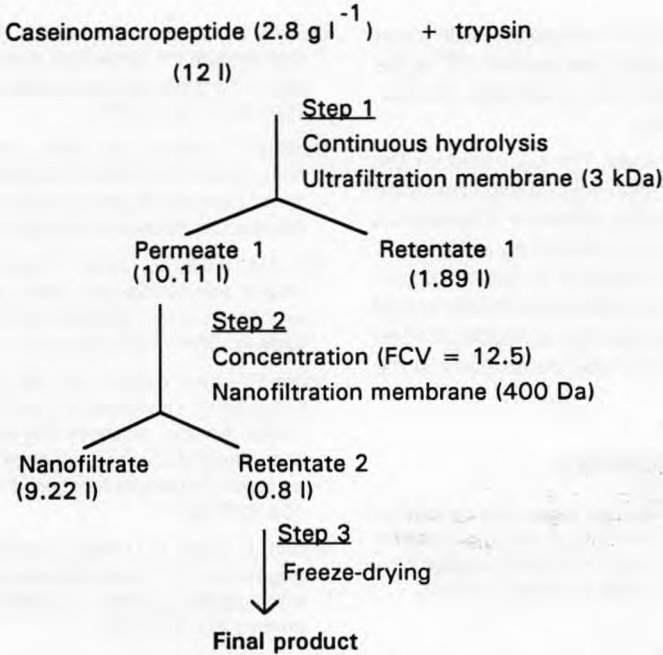 Caseinomacropeptide (2.8 g l⁻¹) + trypsin
(12 l)
Step 1
Continuous hydrolysis
Ultrafiltration membrane (3 kDa)
Permeate 1
(10.11 l)
Retentate 1
(1.89 l)
Step 2
Concentration (FCV = 12.5)
Nanofiltration membrane (400 Da)
Nanofiltrate
(9.22 l)
Retentate 2
(0.8 l)
Step 3
Freeze-drying
Final product